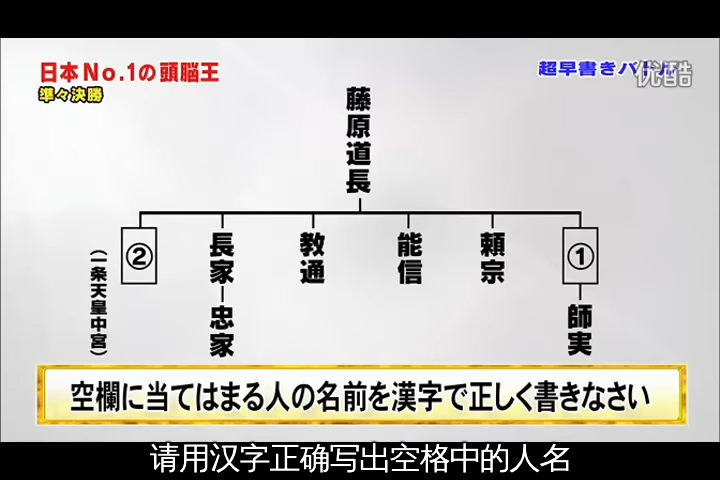 日本No.1の頭脳王
準々決勝
超早書きバトル
优酷
藤原道長
①
師実
頼宗
能信
教通
長家
忠家
②
（一条天皇中宮）
空欄に当てはまる人の名前を漢字で正しく書きなさい
请用汉字正确写出空格中的人名